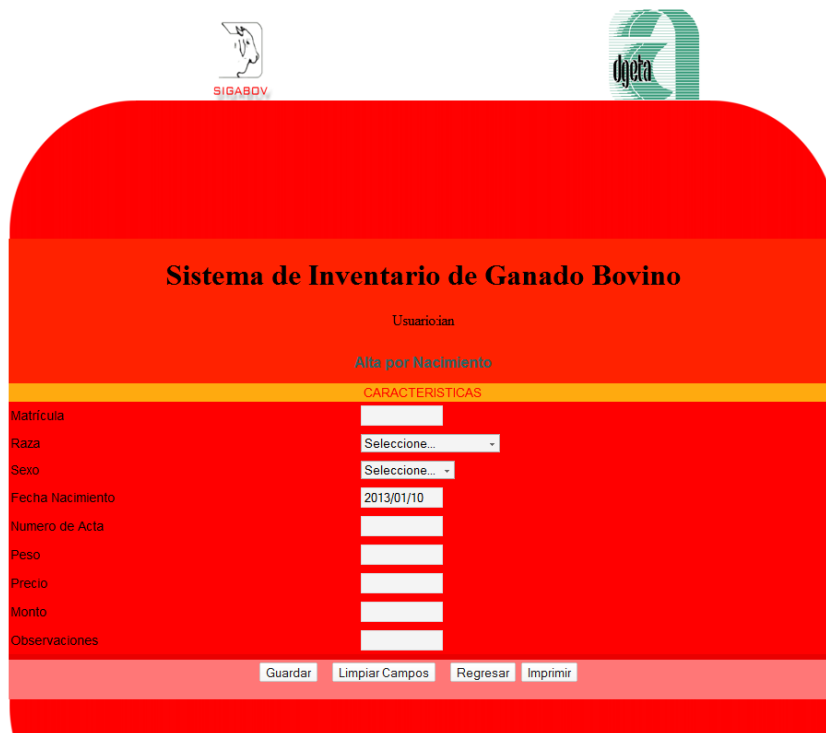 SIGABOV
dgeta
Sistema de Inventario de Ganado Bovino
Usuario:ian
Alta por Nacimiento
CARACTERISTICAS
Matrícula
Raza Seleccione...
Sexo Seleccione...
Fecha Nacimiento 2013/01/10
Numero de Acta
Peso
Precio
Monto
Observaciones
Guardar Limpiar Campos Regresar Imprimir